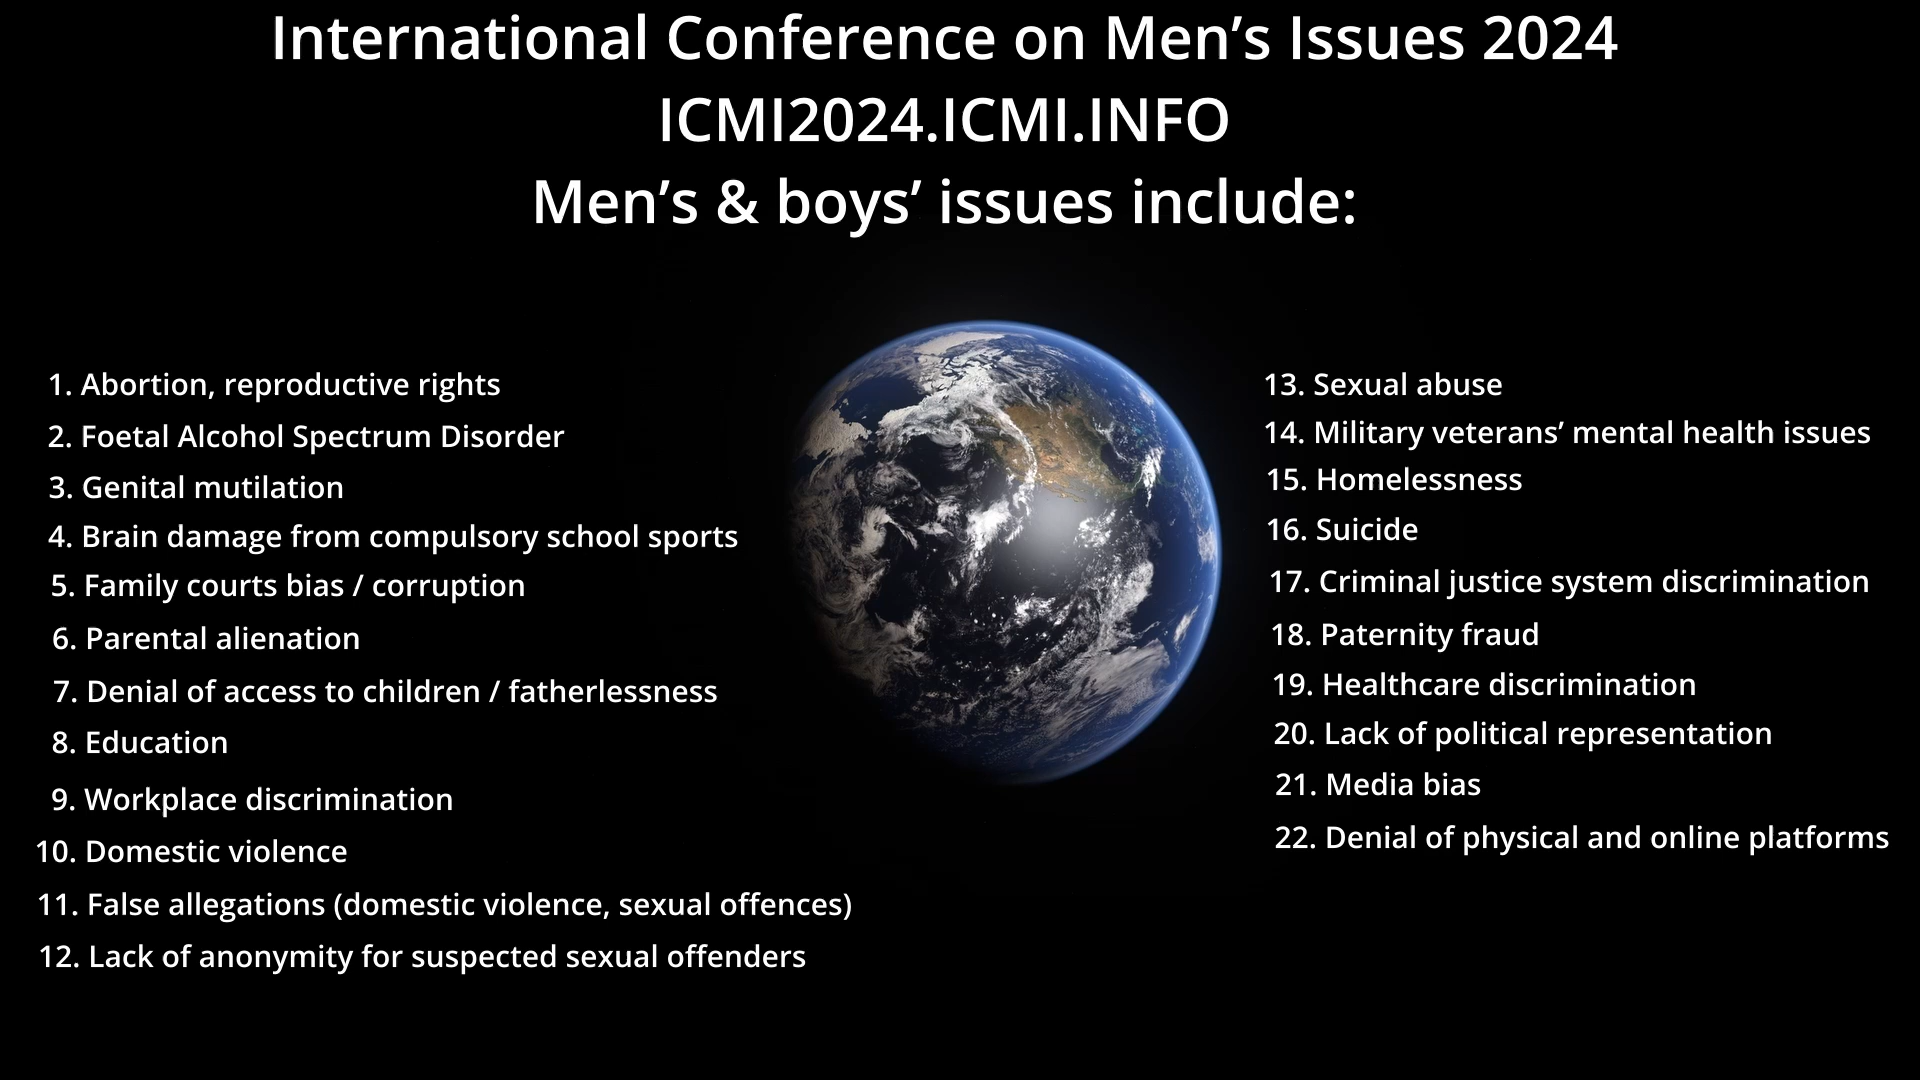 International Conference on Men’s Issues 2024
ICMI2024.ICMI.INFO
Men’s & boys’ issues include:
1. Abortion, reproductive rights
2. Foetal Alcohol Spectrum Disorder
3. Genital mutilation
4. Brain damage from compulsory school sports
5. Family courts bias / corruption
6. Parental alienation
7. Denial of access to children / fatherlessness
8. Education
9. Workplace discrimination
10. Domestic violence
11. False allegations (domestic violence, sexual offences)
12. Lack of anonymity for suspected sexual offenders
13. Sexual abuse
14. Military veterans’ mental health issues
15. Homelessness
16. Suicide
17. Criminal justice system discrimination
18. Paternity fraud
19. Healthcare discrimination
20. Lack of political representation
21. Media bias
22. Denial of physical and online platforms